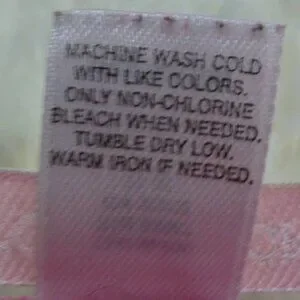 MACHINE WASH COLD
WITH LIKE COLORS.
ONLY NON-CHLORINE
BLEACH WHEN NEEDED.
TUMBLE DRY LOW.
WARM IRON IF NEEDED.